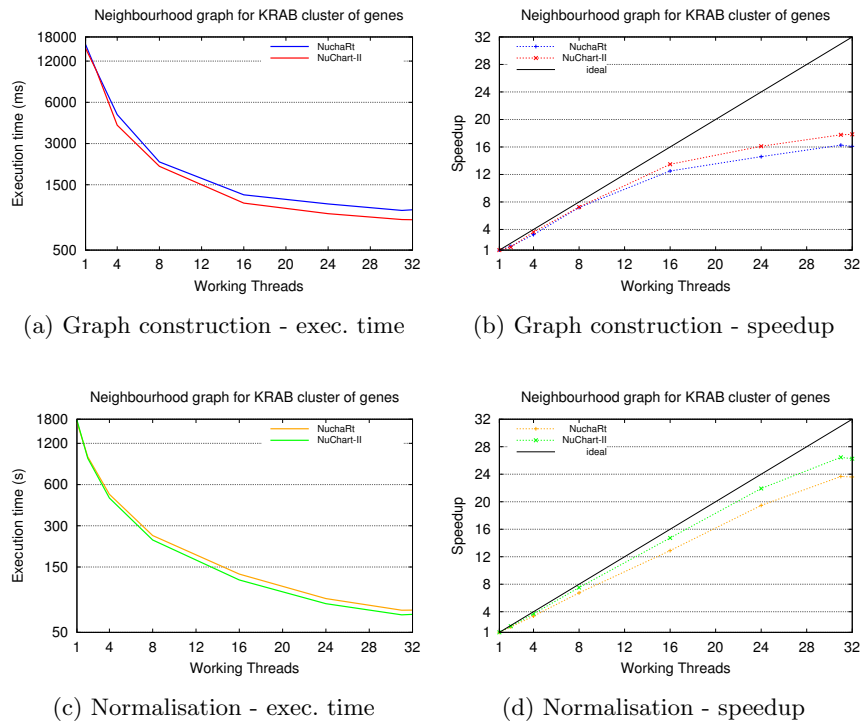 Neighbourhood graph for KRAB cluster of genes
18000
12000
6000
3000
1500
500
Execution time (ms)
NuchaRt
NuChart-II
1 4 8 12 16 20 24 28 32
Working Threads
(a) Graph construction - exec. time
Neighbourhood graph for KRAB cluster of genes
32
28
24
20
16
12
8
4
1
Speedup
NuchaRt
NuChart-II
ideal
1 4 8 12 16 20 24 28 32
Working Threads
(b) Graph construction - speedup
Neighbourhood graph for KRAB cluster of genes
1800
1200
600
300
150
50
Execution time (s)
NuchaRt
NuChart-II
1 4 8 12 16 20 24 28 32
Working Threads
(c) Normalisation - exec. time
Neighbourhood graph for KRAB cluster of genes
32
28
24
20
16
12
8
4
1
Speedup
NuchaRt
NuChart-II
ideal
1 4 8 12 16 20 24 28 32
Working Threads
(d) Normalisation - speedup